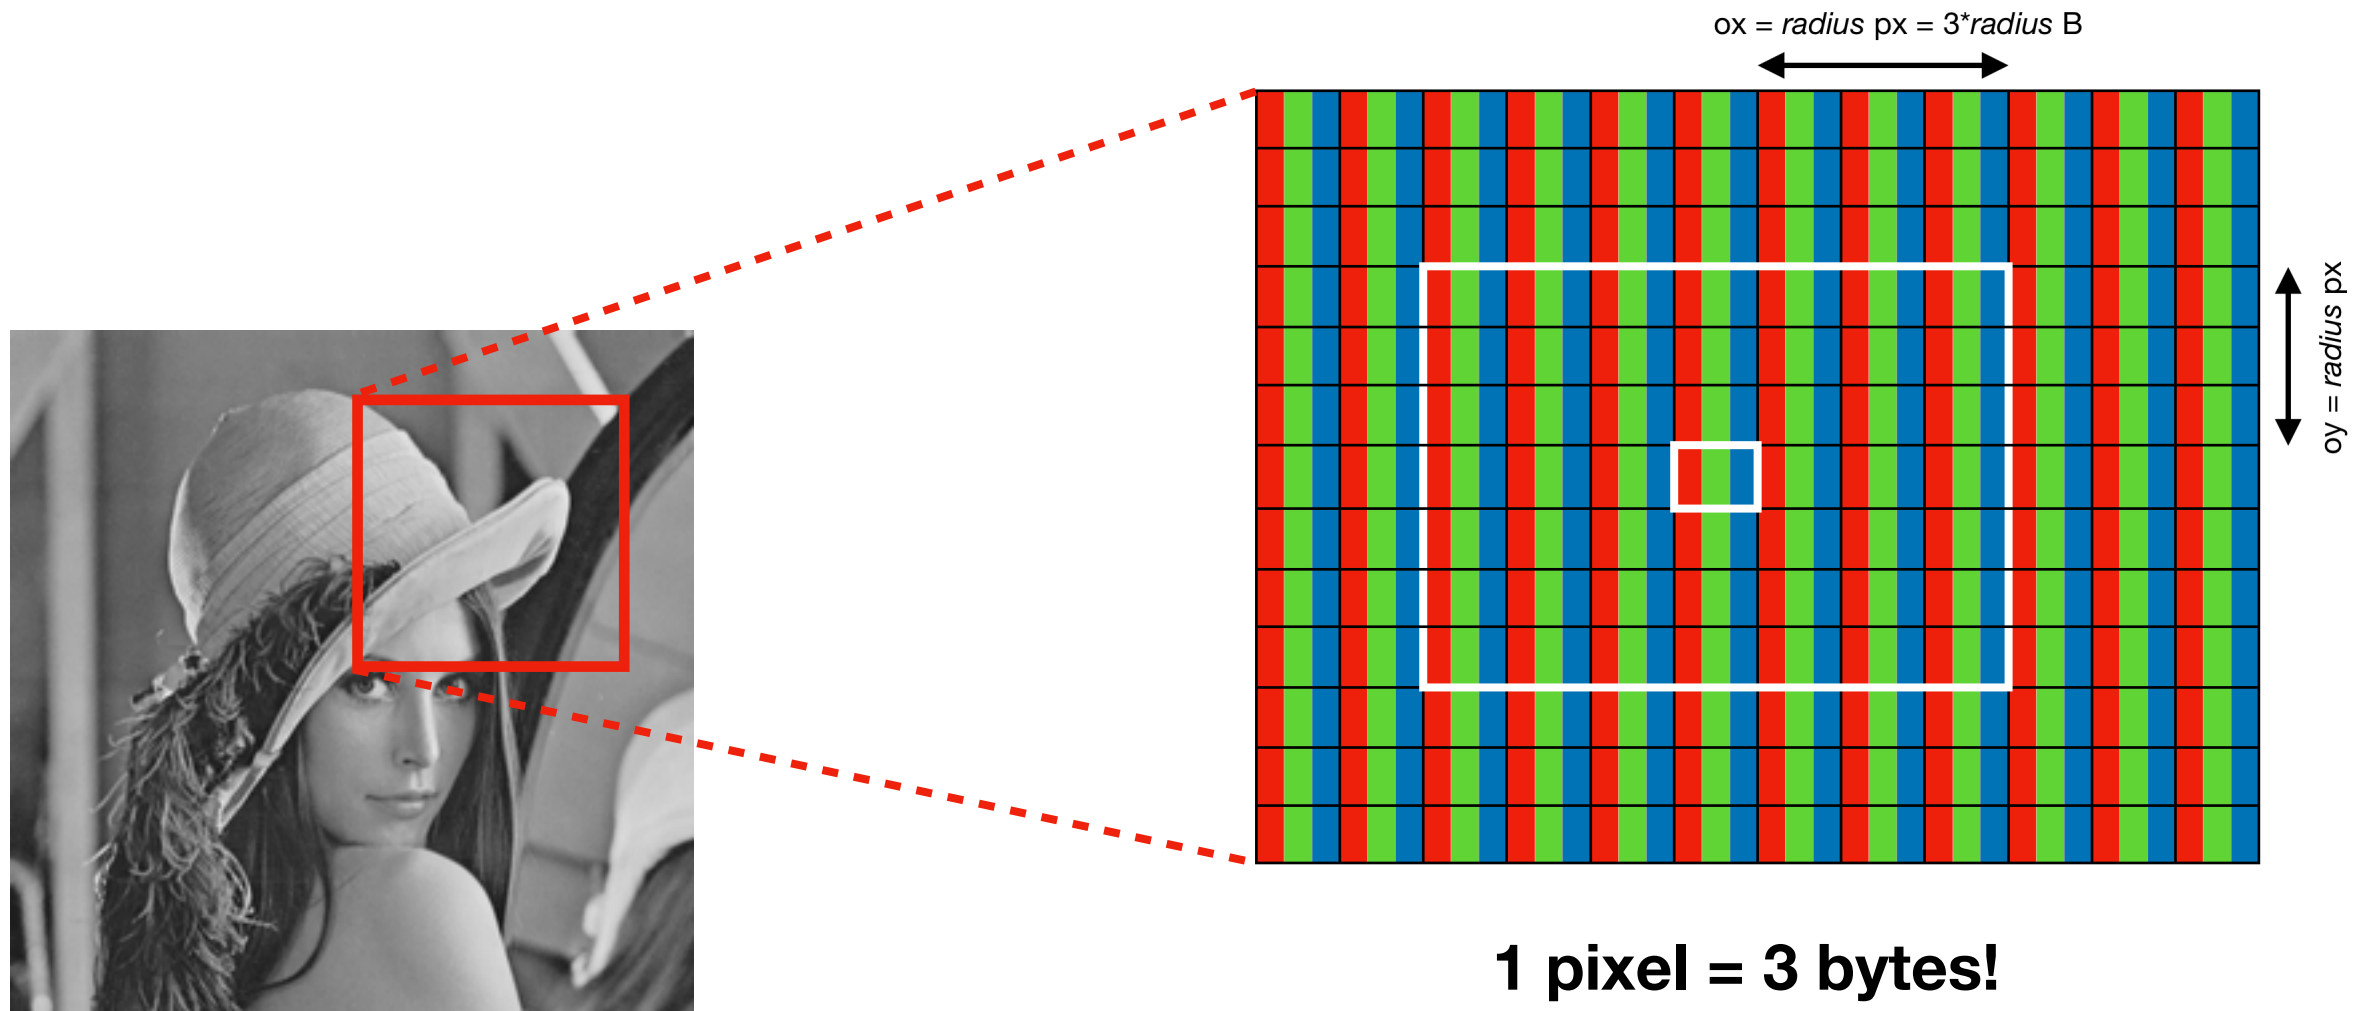 ox = radius px = 3*radius B
oy = radius px
1 pixel = 3 bytes!